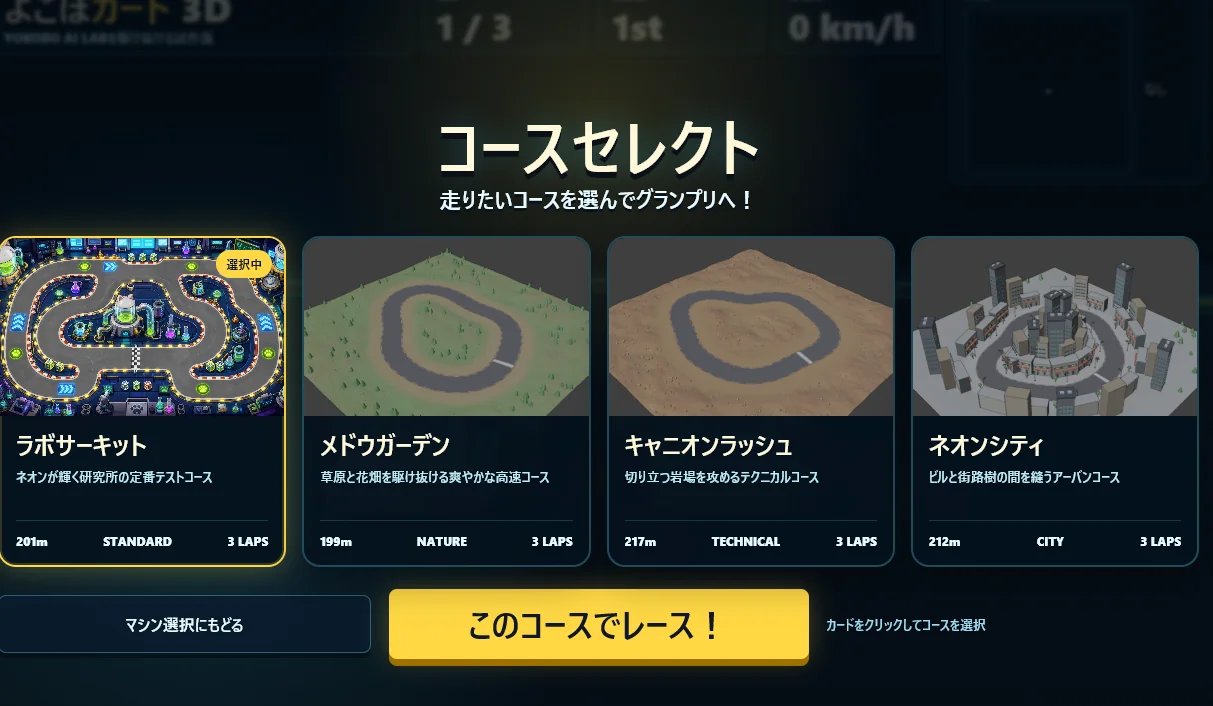 よこぼカート 3D
1 / 3
1st
0 km/h
なし
コースセレクト
走りたいコースを選んでグランプリへ！
選択中
ラボサーキット
ネオンが輝く研究所の定番テストコース
201m STANDARD 3 LAPS
メドウガーデン
草原と花畑を駆け抜ける爽やかな高速コース
199m NATURE 3 LAPS
キャニオンラッシュ
切り立つ岩場を攻めるテクニカルコース
217m TECHNICAL 3 LAPS
ネオンシティ
ビルと街路樹の間を縫うアーバンコース
212m CITY 3 LAPS
マシン選択にもどる
このコースでレース！
カードをクリックしてコースを選択